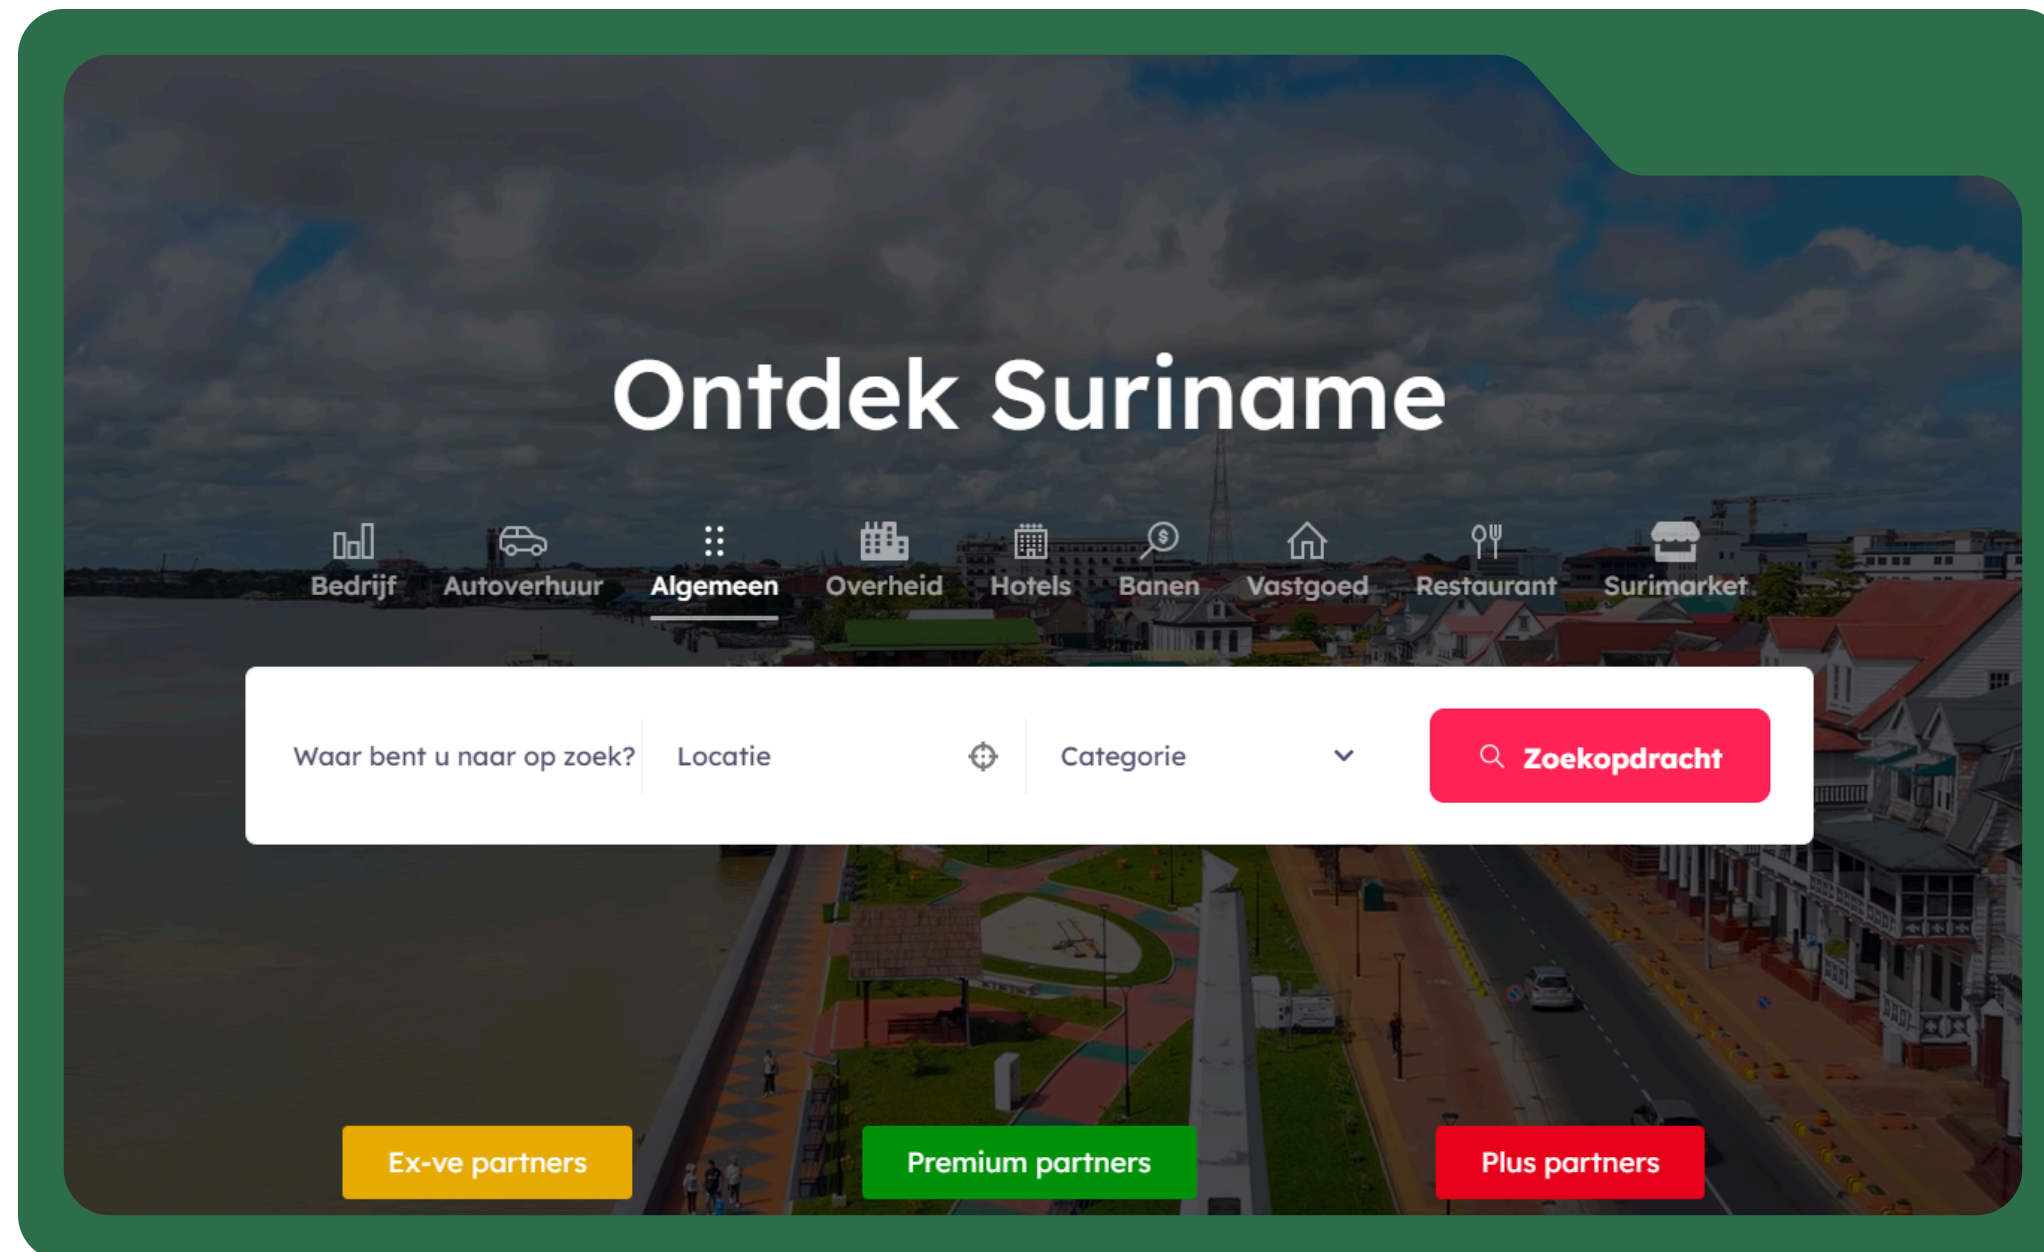 Ontdek Suriname
Bedrijf Autoverhuur Algemeen Overheid Hotels Banen Vastgoed Restaurant Surimarket
Waar bent u naar op zoek? Locatie Categorie Zoekopdracht
Ex-ve partners Premium partners Plus partners